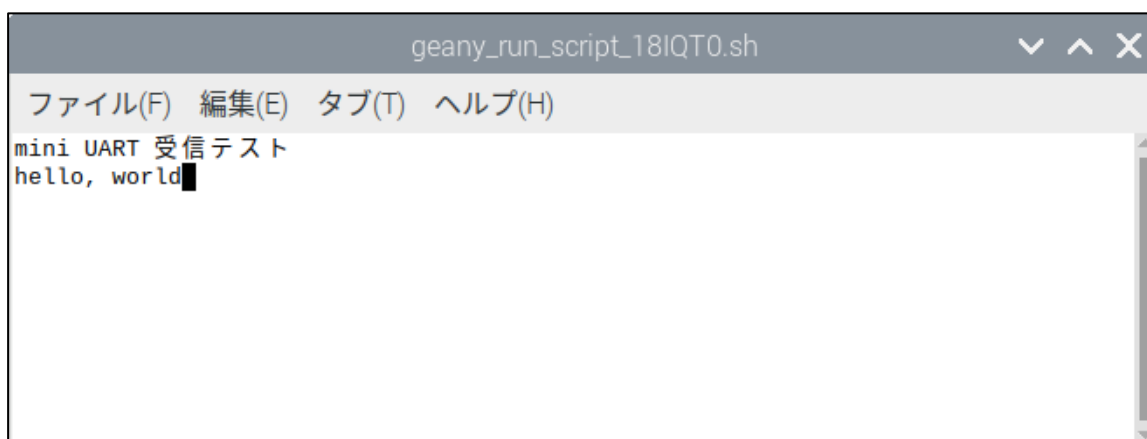 geany_run_script_18IQT0.sh
ファイル(F) 編集(E) タブ(T) ヘルプ(H)
mini UART 受信テスト
hello, world